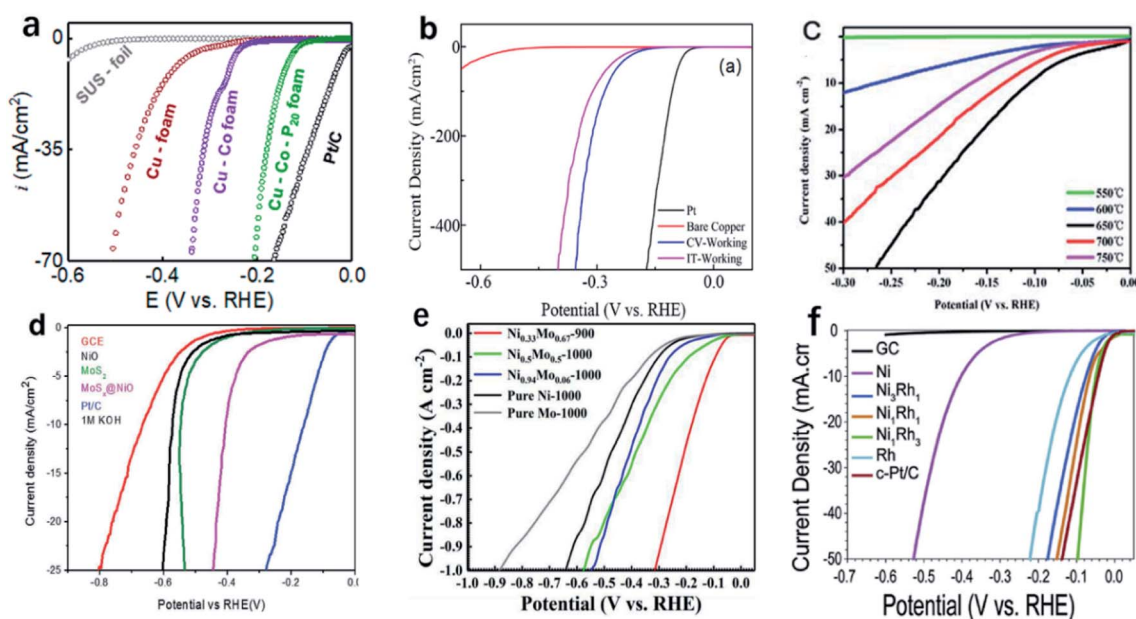 a
0
-35
-70
i (mA/cm²)
SUS - foil
Cu - foam
Cu - Co foam
Cu - Co - P₂₀ foam
Pt/C
-0.6 -0.4 -0.2 0.0
E (V vs. RHE)
b
(a)
0
-200
-400
Current Density (mA/cm²)
Pt
Bare Copper
CV-Working
IT-Working
-0.6 -0.3 0.0
Potential (V vs. RHE)
C
0
10
20
30
40
50
Current density (mA cm⁻²)
550°C
600°C
650°C
700°C
750°C
-0.30 -0.25 -0.20 -0.15 -0.10 -0.05 0.00
Potential (V vs. RHE)
d
0
-5
-10
-15
-20
-25
Current density (mA/cm²)
GCE
NiO
Pt/C
1M KOH
-0.8 -0.6 -0.4 -0.2 0.0
Potential vs RHE(V)
e
0.0
-0.1
-0.2
-0.3
-0.4
-0.5
-0.6
-0.7
-0.8
-0.9
-1.0
Current density (A cm⁻²)
Ni₀.₃₃Mo₀.₆₇-900
Ni₀.₅Mo₀.₅-1000
Ni₀.₉₄Mo₀.₀₆-1000
Pure Ni-1000
Pure Mo-1000
-1.0 -0.9 -0.8 -0.7 -0.6 -0.5 -0.4 -0.3 -0.2 -0.1 0.0
Potential (V vs. RHE)
f
0
-10
-20
-30
-40
-50
Current Density (mA.cm
GC
Ni
Ni₃Rh₁
Ni₁Rh₁
Ni₁Rh₃
Rh
c-Pt/C
-0.7 -0.6 -0.5 -0.4 -0.3 -0.2 -0.1 0.0
Potential (V vs. RHE)